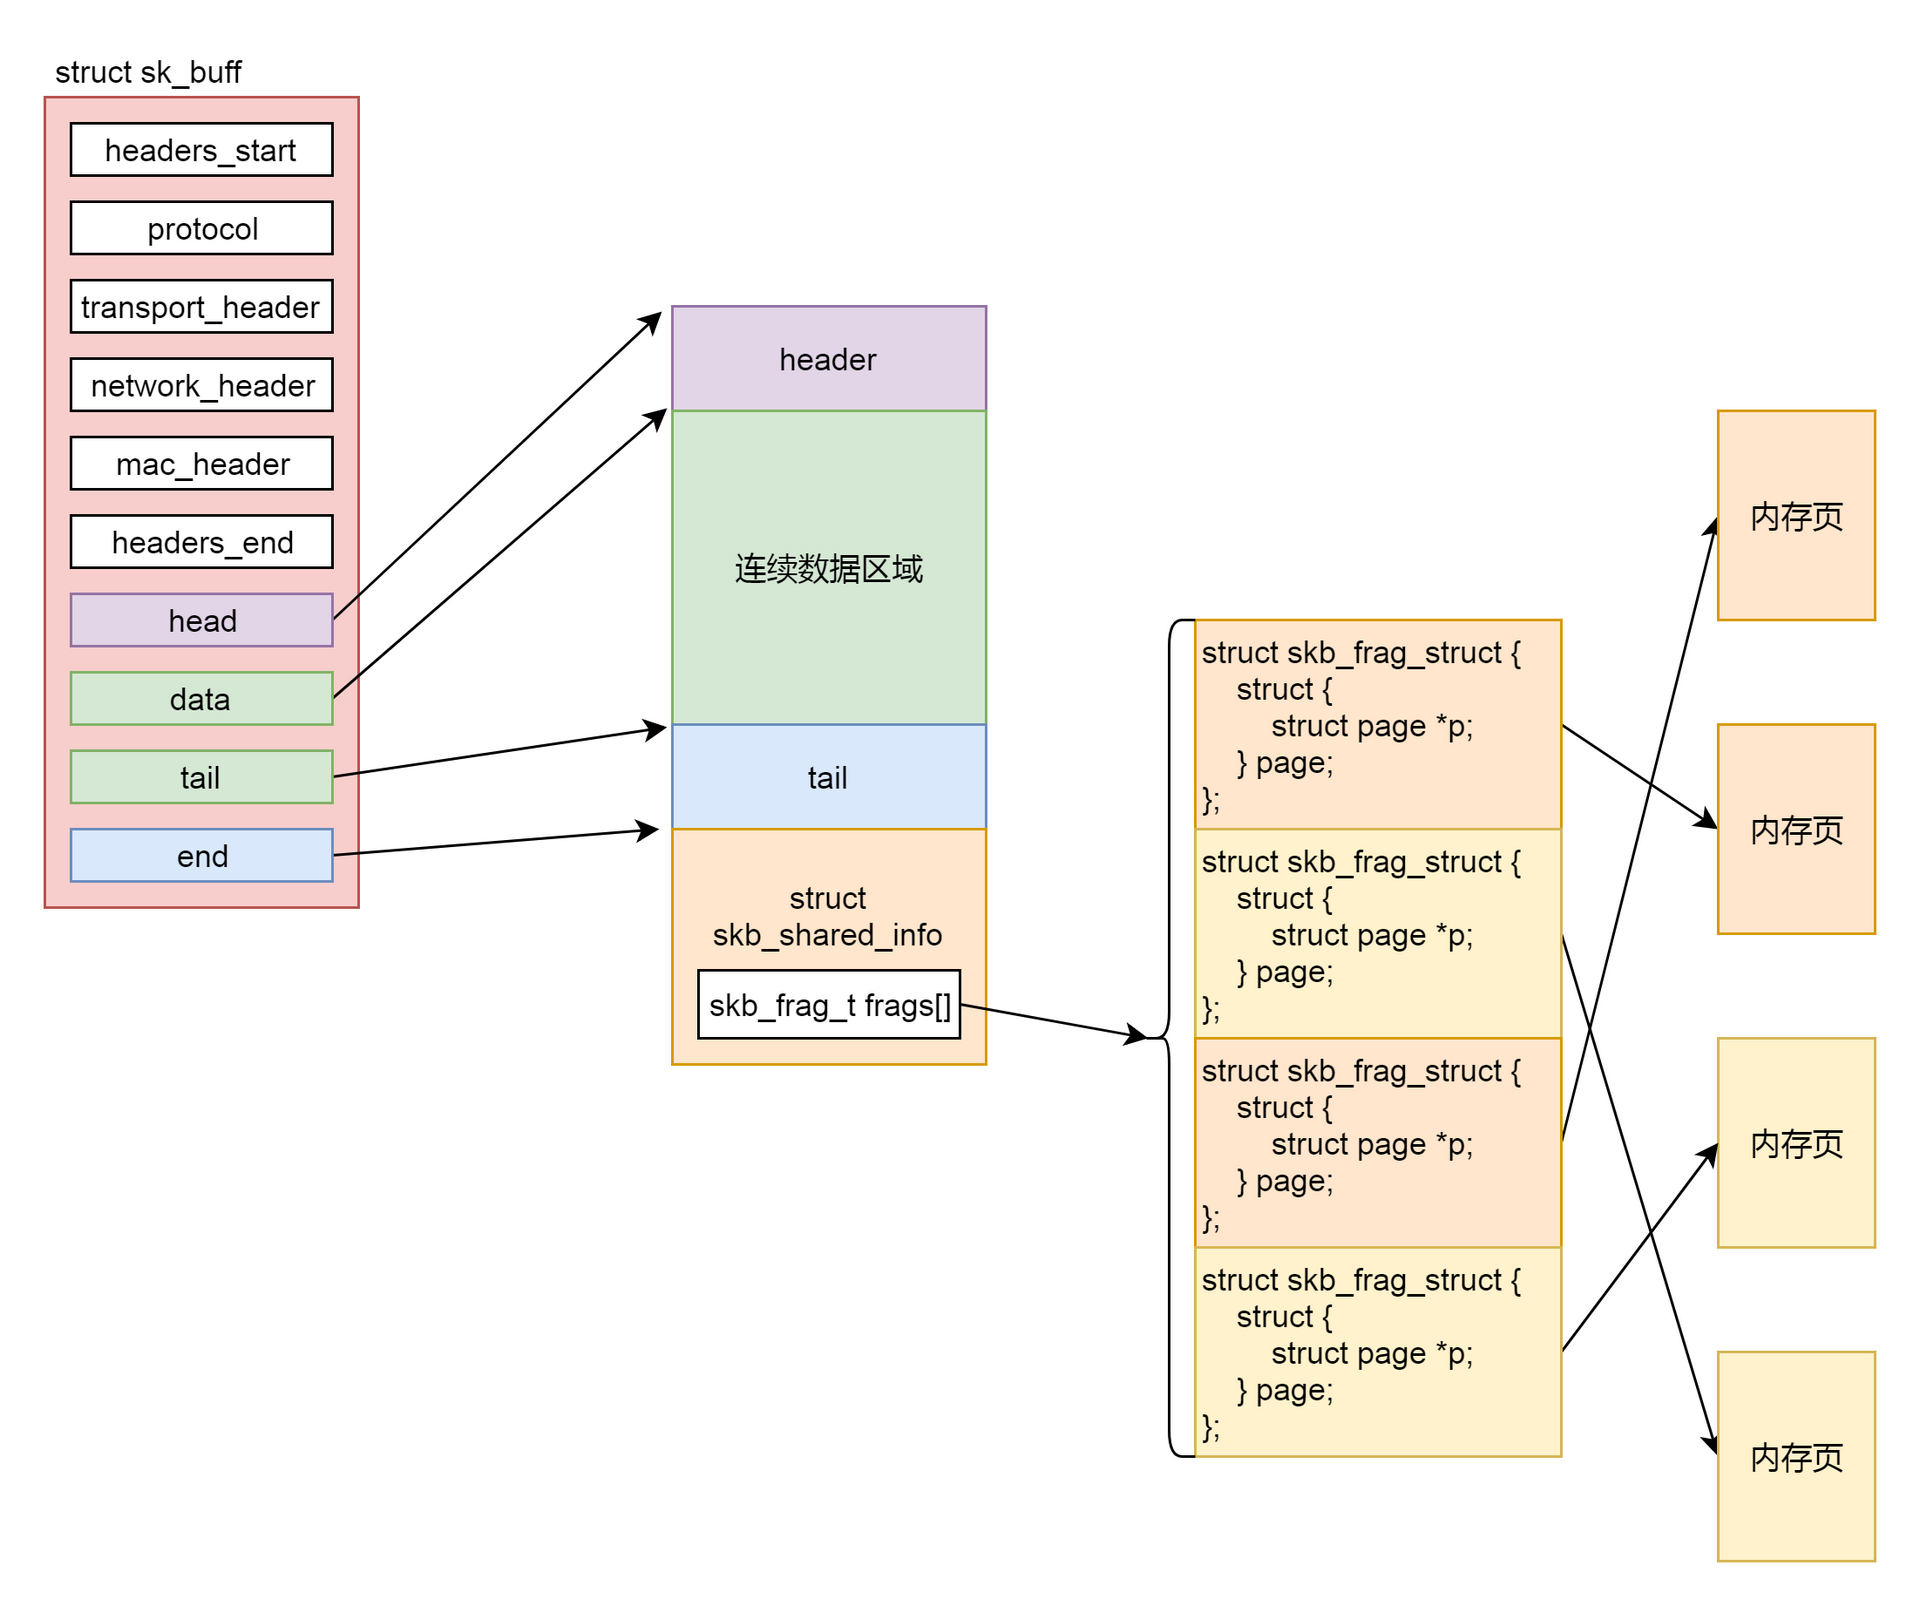 struct sk_buff
headers_start
protocol
transport_header
network_header
mac_header
headers_end
head
data
tail
end
header
连续数据区域
tail
struct
skb_shared_info
skb_frag_t frags[]
struct skb_frag_struct {
struct {
struct page *p;
} page;
};
struct skb_frag_struct {
struct {
struct page *p;
} page;
};
struct skb_frag_struct {
struct {
struct page *p;
} page;
};
struct skb_frag_struct {
struct {
struct page *p;
} page;
};
内存页
内存页
内存页
内存页